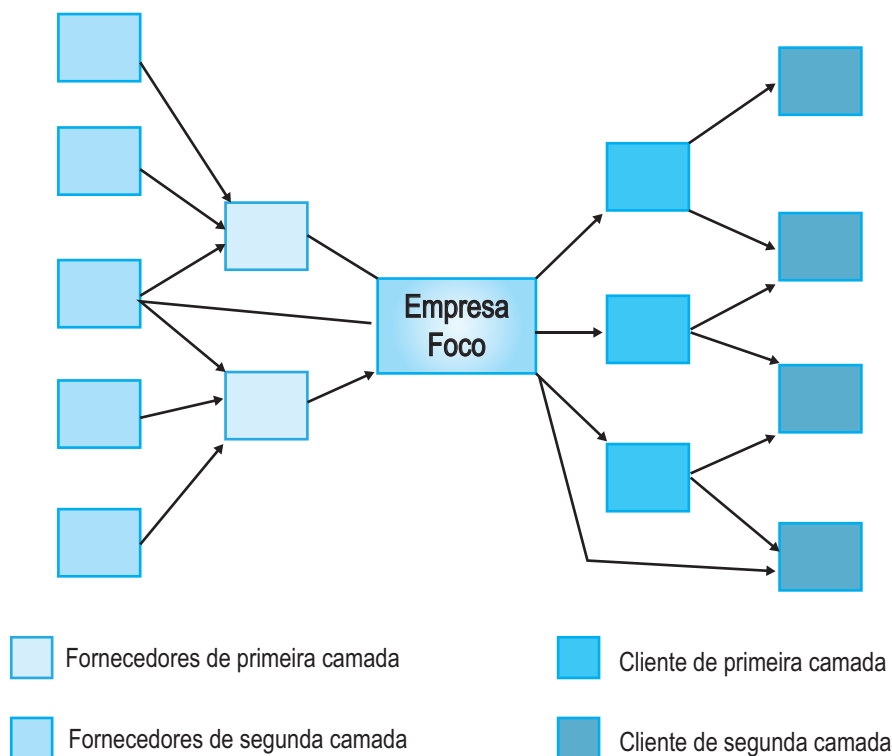 Empresa
Foco
Fornecedores de primeira camada
Cliente de primeira camada
Fornecedores de segunda camada
Cliente de segunda camada